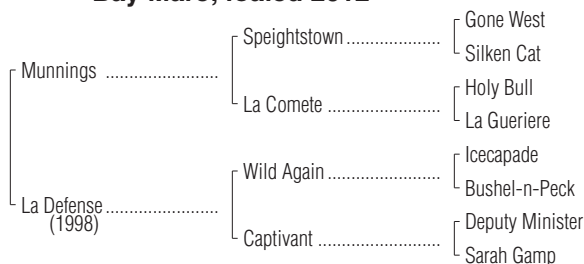 Bay Mare; foaled 2012
Gone West
Speightstown ....................
Silken Cat
Munnings ........................
Holy Bull
La Comete ........................
La Gueriere
Icecapade
Wild Again ........................
Bushel-n-Peck
La Defense ........................
(1998)
Deputy Minister
Captivant ..........................
Sarah Gamp